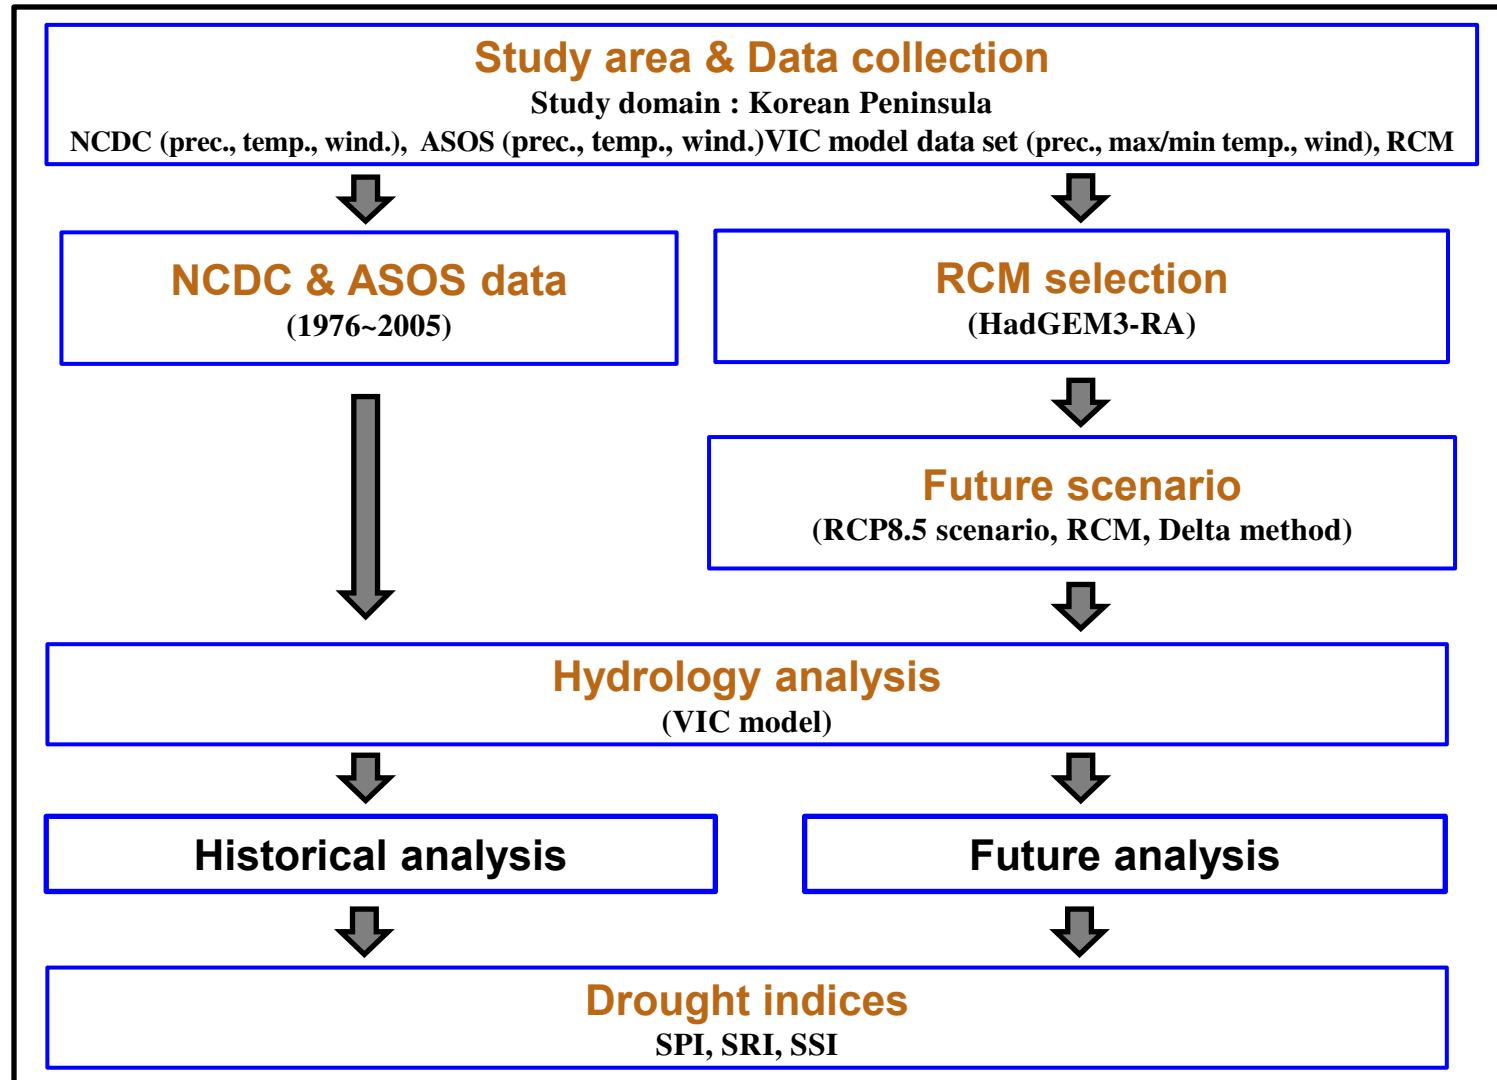 Study area & Data collection
Study domain : Korean Peninsula
NCDC (prec., temp., wind.), ASOS (prec., temp., wind.)VIC model data set (prec., max/min temp., wind), RCM
NCDC & ASOS data
(1976~2005)
RCM selection
(HadGEM3-RA)
Future scenario
(RCP8.5 scenario, RCM, Delta method)
Hydrology analysis
(VIC model)
Historical analysis
Future analysis
Drought indices
SPI, SRI, SSI